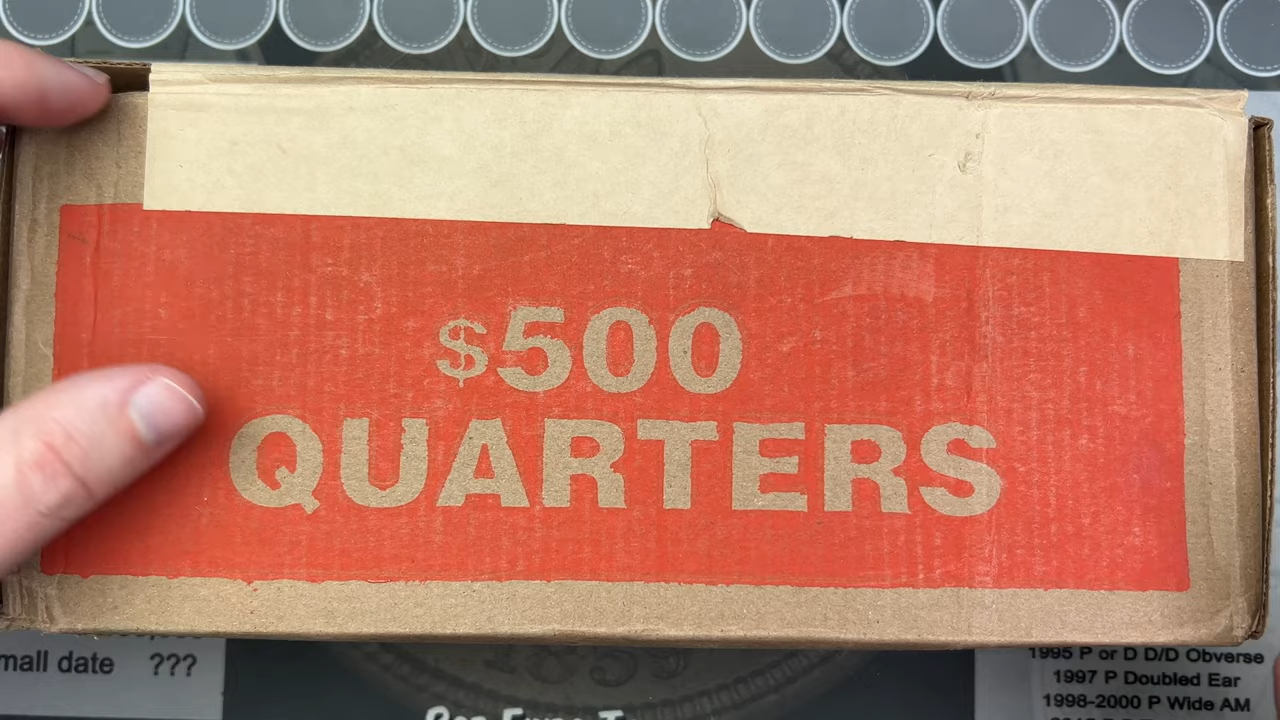 $500
QUARTERS
mall date ???
1995 P or D D/D Obverse
1997 P Doubled Ear
1998-2000 P Wide AM